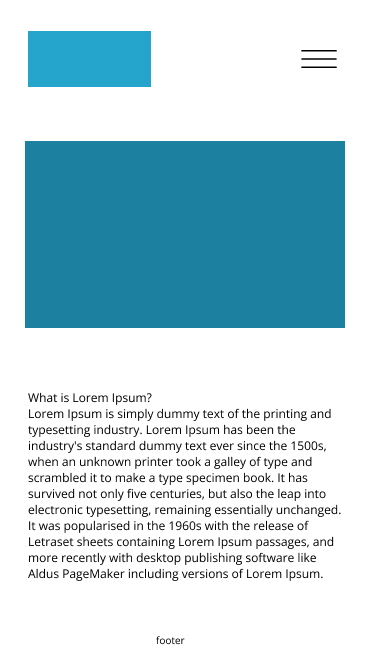 What is Lorem Ipsum?
Lorem Ipsum is simply dummy text of the printing and
typesetting industry. Lorem Ipsum has been the
industry's standard dummy text ever since the 1500s,
when an unknown printer took a galley of type and
scrambled it to make a type specimen book. It has
survived not only five centuries, but also the leap into
electronic typesetting, remaining essentially unchanged.
It was popularised in the 1960s with the release of
Letraset sheets containing Lorem Ipsum passages, and
more recently with desktop publishing software like
Aldus PageMaker including versions of Lorem Ipsum.
footer